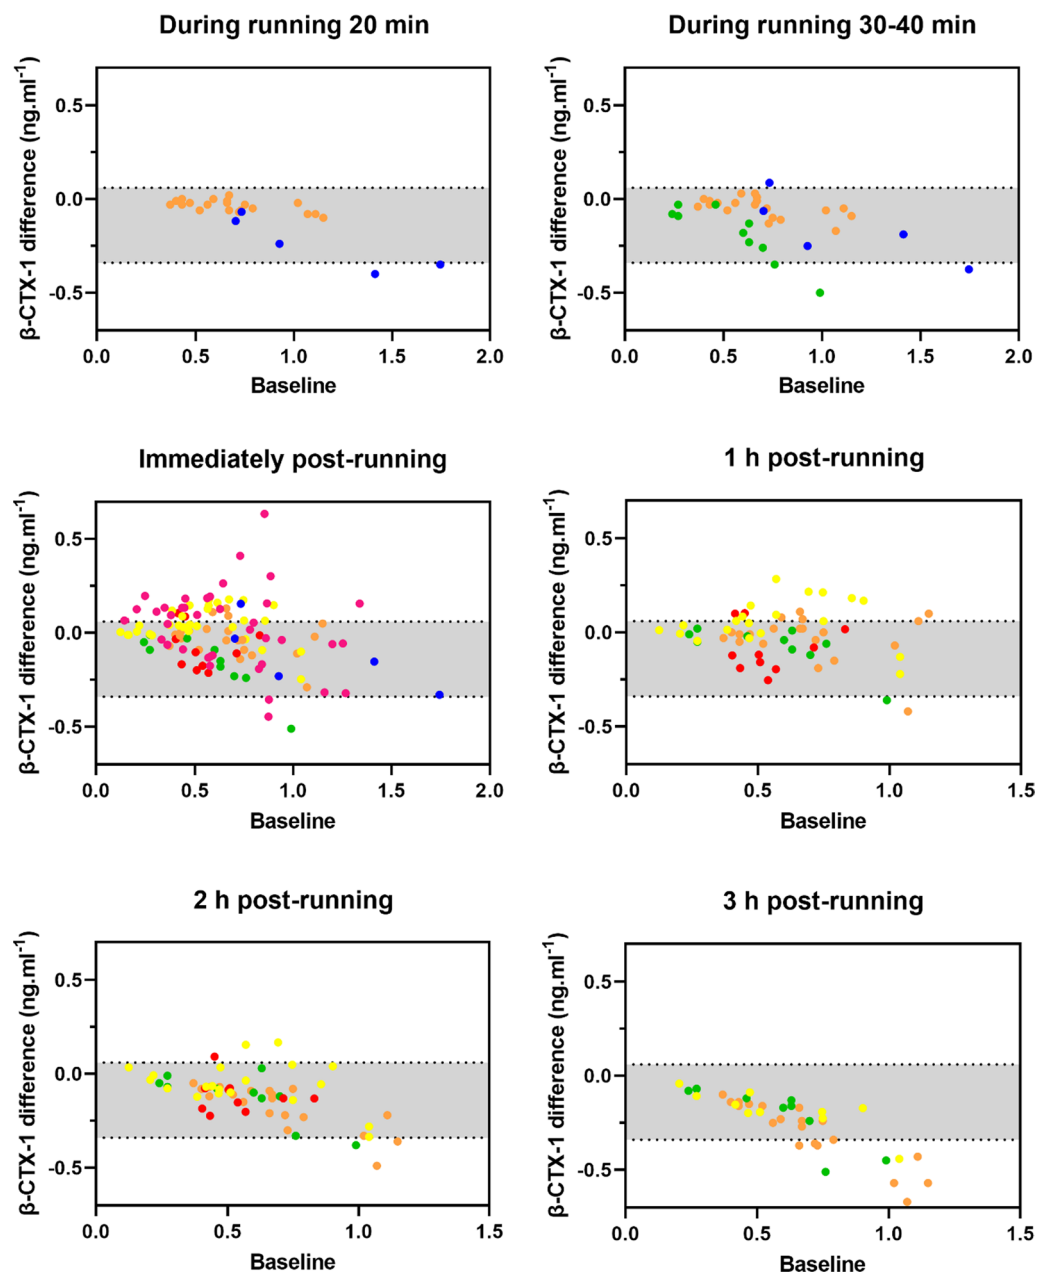 During running 20 min
β-CTX-1 difference (ng.ml⁻¹)
0.5
0.0
-0.5
0.0 0.5 1.0 1.5 2.0
Baseline
During running 30-40 min
β-CTX-1 difference (ng.ml⁻¹)
0.5
0.0
-0.5
0.0 0.5 1.0 1.5 2.0
Baseline
Immediately post-running
β-CTX-1 difference (ng.ml⁻¹)
0.5
0.0
-0.5
0.0 0.5 1.0 1.5 2.0
Baseline
1 h post-running
β-CTX-1 difference (ng.ml⁻¹)
0.5
0.0
-0.5
0.0 0.5 1.0 1.5
Baseline
2 h post-running
β-CTX-1 difference (ng.ml⁻¹)
0.5
0.0
-0.5
0.0 0.5 1.0 1.5
Baseline
3 h post-running
β-CTX-1 difference (ng.ml⁻¹)
0.5
0.0
-0.5
0.0 0.5 1.0 1.5
Baseline